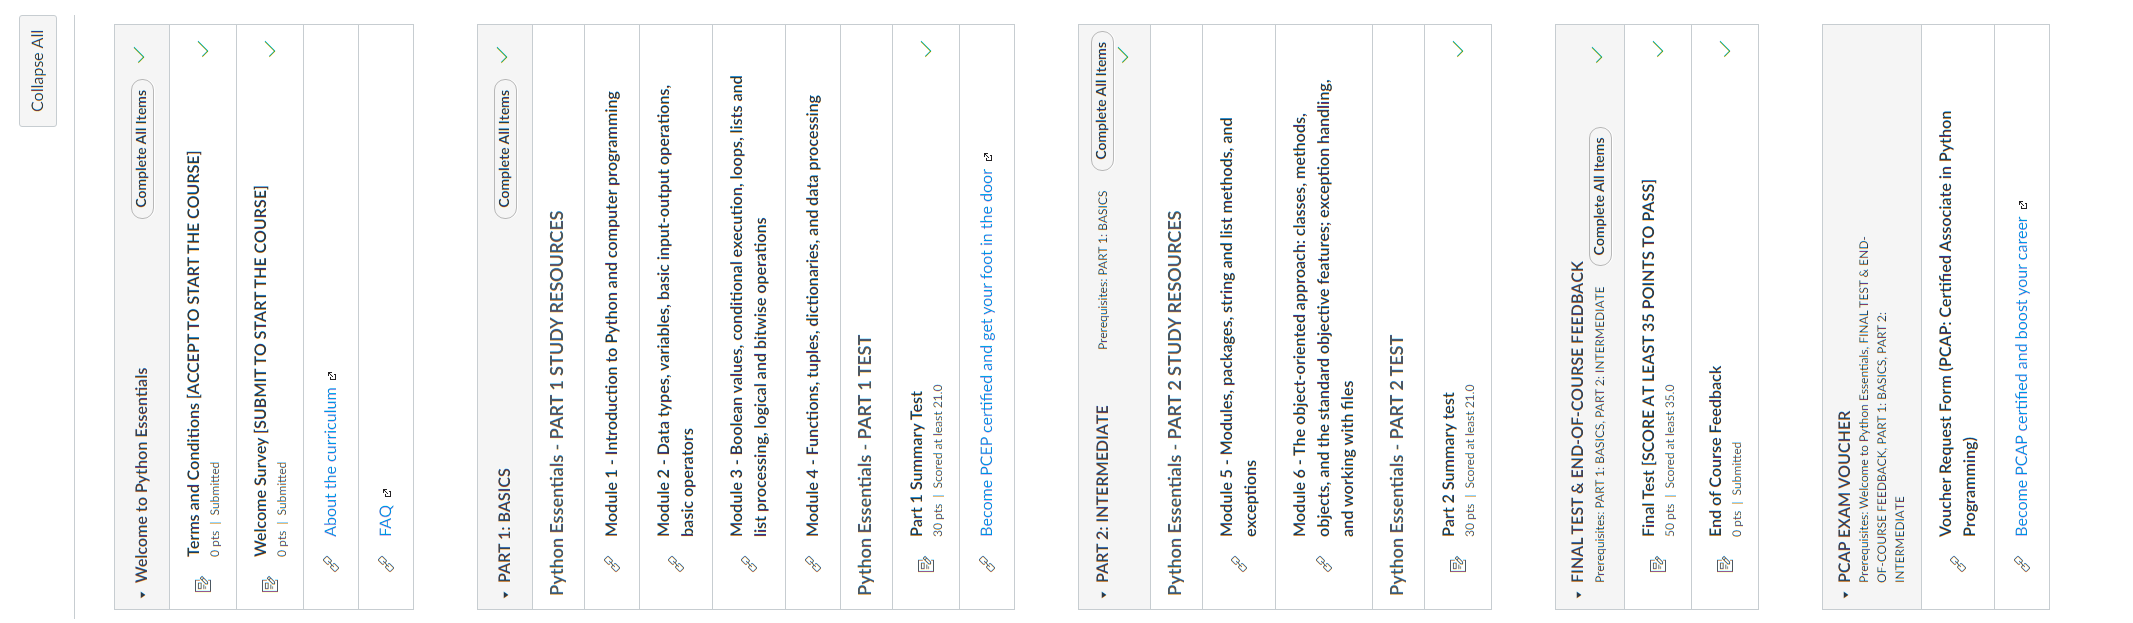 Collapse All
Welcome to Python Essentials
Complete All Items
Terms and Conditions [ACCEPT TO START THE COURSE]
0 pts | Submitted
Welcome Survey [SUBMIT TO START THE COURSE]
0 pts | Submitted
About the curriculum
FAQ
PART 1: BASICS
Complete All Items
Python Essentials - PART 1 STUDY RESOURCES
Module 1 - Introduction to Python and computer programming
Module 2 - Data types, variables, basic input-output operations,
basic operators
Module 3 - Boolean values, conditional execution, loops, lists and
list processing, logical and bitwise operations
Module 4 - Functions, tuples, dictionaries, and data processing
Python Essentials - PART 1 TEST
Part 1 Summary Test
30 pts | Scored at least 21.0
Become PCEP certified and get your foot in the door
PART 2: INTERMEDIATE
Prerequisites: PART 1: BASICS
Complete All Items
Python Essentials - PART 2 STUDY RESOURCES
Module 5 - Modules, packages, string and list methods, and
exceptions
Module 6 - The object-oriented approach: classes, methods,
objects, and the standard objective features; exception handling,
and working with files
Python Essentials - PART 2 TEST
Part 2 Summary test
30 pts | Scored at least 21.0
FINAL TEST & END-OF-COURSE FEEDBACK
Prerequisites: PART 1: BASICS, PART 2: INTERMEDIATE
Complete All Items
Final Test [SCORE AT LEAST 35 POINTS TO PASS]
50 pts | Scored at least 35.0
End of Course Feedback
0 pts | Submitted
PCAP EXAM VOUCHER
Prerequisites: Welcome to Python Essentials, FINAL TEST & END-
OF-COURSE FEEDBACK, PART 1: BASICS, PART 2:
INTERMEDIATE
Voucher Request Form (PCAP: Certified Associate in Python
Programming)
Become PCAP certified and boost your career